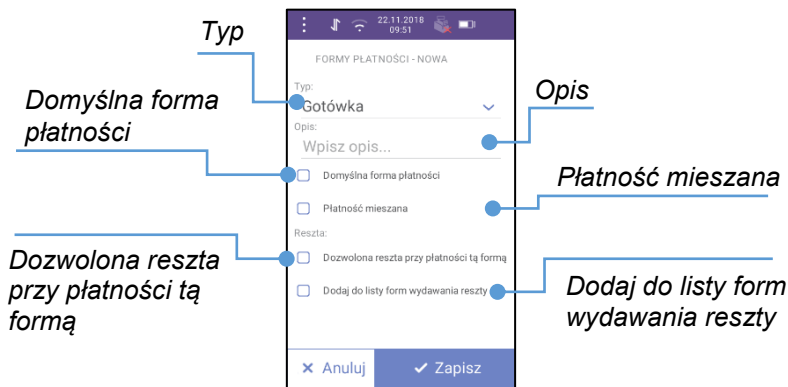 Typ
Domyślna forma
płatności
Dozwolona reszta
przy płatności tą
formą
22.11.2018
09:51
FORMY PŁATNOŚCI - NOWA
Typ:
Gotówka
Opis:
Wpisz opis...
Domyślna forma płatności
Płatność mieszana
Reszta:
Dozwolona reszta przy płatności tą formą
Dodaj do listy form wydawania reszty
Anuluj
Zapisz
Opis
Płatność mieszana
Dodaj do listy form
wydawania reszty